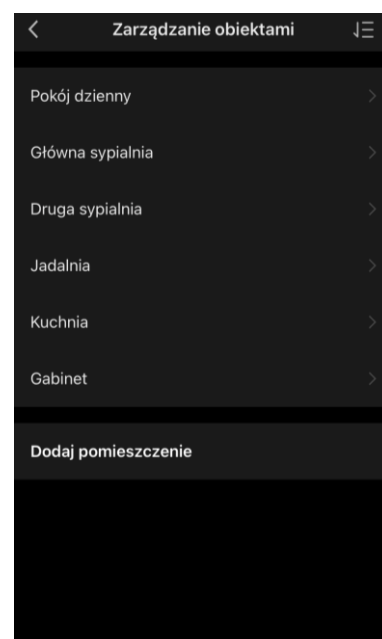 Zarządzanie obiektami
Pokój dzienny
Główna sypialnia
Druga sypialnia
Jadalnia
Kuchnia
Gabinet
Dodaj pomieszczenie